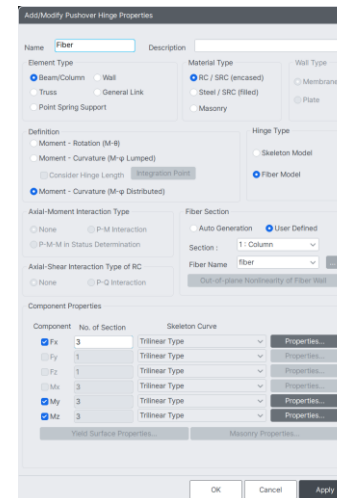 Add/Modify Pushover Hinge Properties
Name Fiber Description
Element Type Material Type Wall Type
Beam/Column Wall RC / SRC (encased) Membrane
Truss General Link Steel / SRC (filled) Plate
Point Spring Support Masonry
Definition Hinge Type
Moment - Rotation (M-θ)
Moment - Curvature (M-φ Lumped) Skeleton Model
Consider Hinge Length Integration Point Fiber Model
Moment - Curvature (M-φ Distributed)
Axial-Moment Interaction Type Fiber Section
None P-M Interaction Auto Generation User Defined
P-M-M in Status Determination Section : 1 : Column
Axial-Shear Interaction Type of RC Fiber Name fiber ...
None P-Q Interaction Out-of-plane Nonlinearity of Fiber Wall
Component Properties
Component No. of Section Skeleton Curve
Fx 3 Trilinear Type Properties...
Fy 1 Trilinear Type Properties...
Fz 1 Trilinear Type Properties...
Mx 3 Trilinear Type Properties...
My 3 Trilinear Type Properties...
Mz 3 Trilinear Type Properties...
Yield Surface Properties... Masonry Properties...
OK Cancel Apply